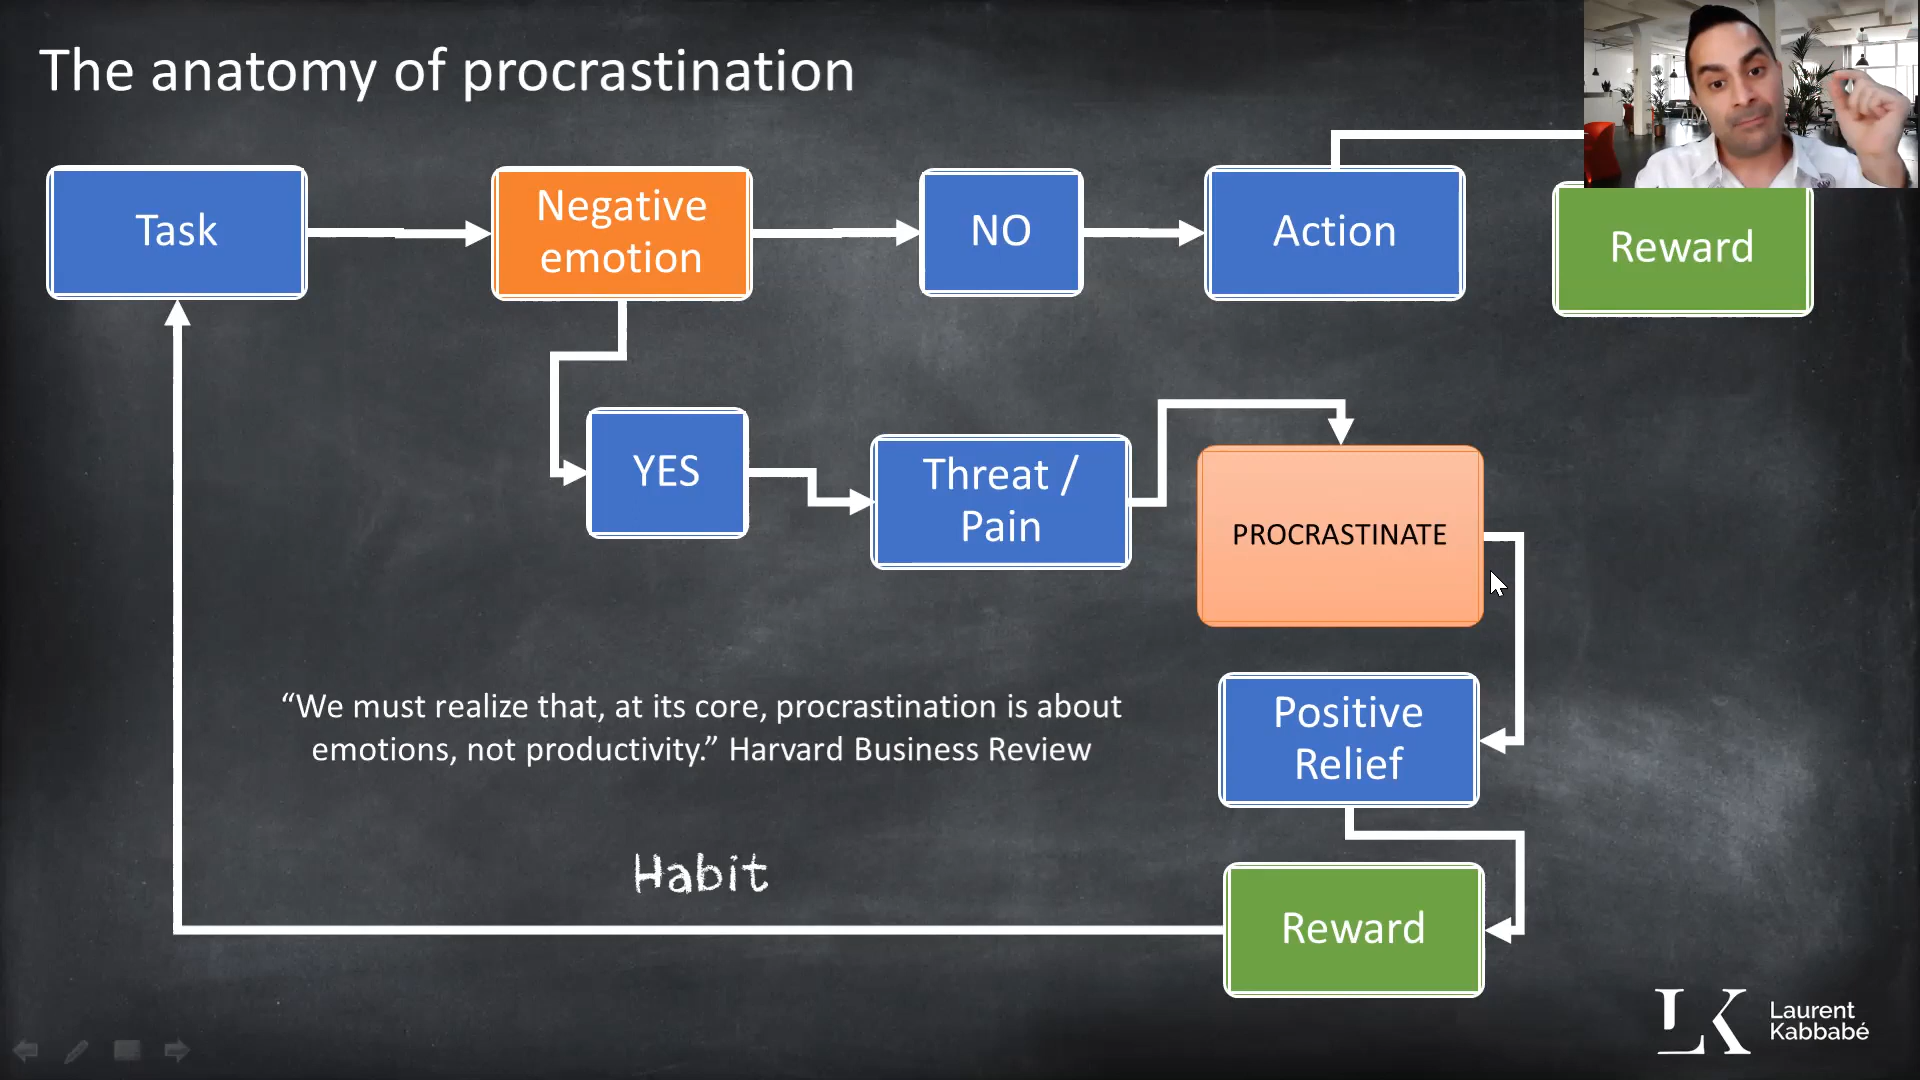 The anatomy of procrastination
Task
Negative
emotion
NO
Action
Reward
YES
Threat /
Pain
PROCRASTINATE
“We must realize that, at its core, procrastination is about
emotions, not productivity.” Harvard Business Review
Positive
Relief
Habit
Reward
LK
Laurent
Kabbabé